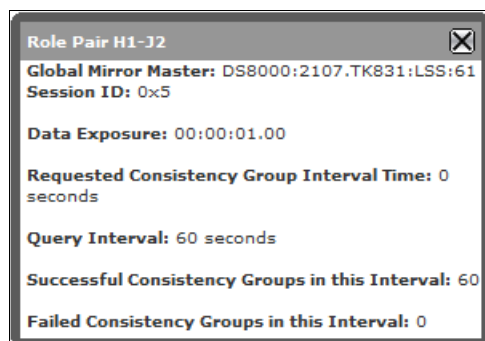 Role Pair H1-J2
Global Mirror Master: DS8000:2107.TK831:LSS:61
Session ID: 0x5
Data Exposure: 00:00:01.00
Requested Consistency Group Interval Time: 0
seconds
Query Interval: 60 seconds
Successful Consistency Groups in this Interval: 60
Failed Consistency Groups in this Interval: 0